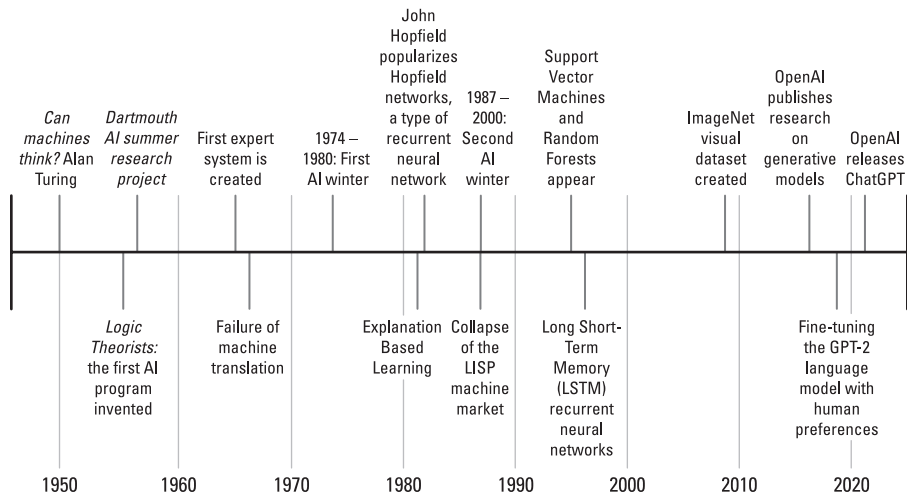 Can
machines
think? Alan
Turing
Dartmouth
AI summer
research
project
First expert
system is
created
1974 –
1980: First
AI winter
John
Hopfield
popularizes
Hopfield
networks,
a type of
recurrent
neural
network
1987 –
2000:
Second
AI
winter
Support
Vector
Machines
and
Random
Forests
appear
ImageNet
visual
dataset
created
OpenAI
publishes
research
on
generative
models
OpenAI
releases
ChatGPT
Logic
Theorists:
the first AI
program
invented
Failure of
machine
translation
Explanation
Based
Learning
Collapse
of the
LISP
machine
market
Long Short-
Term
Memory
(LSTM)
recurrent
neural
networks
Fine-tuning
the GPT-2
language
model with
human
preferences
1950
1960
1970
1980
1990
2000
2010
2020